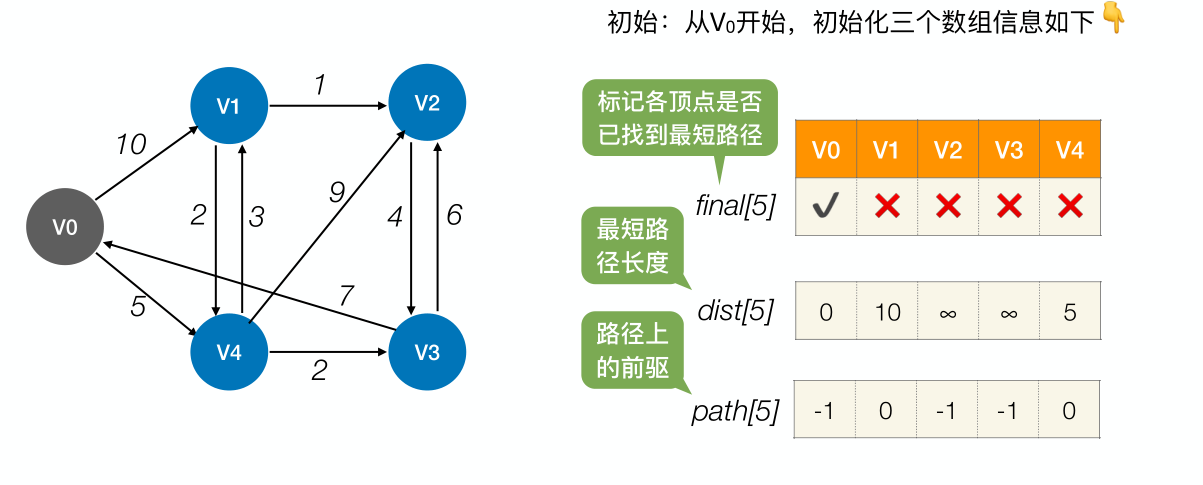 初始：从V₀开始，初始化三个数组信息如下👇
标记各顶点是否
已找到最短路径
V0 V1 V2 V3 V4
final[5] ✔ ❌ ❌ ❌ ❌
最短路
径长度
dist[5] 0 10 ∞ ∞ 5
路径上
的前驱
path[5] -1 0 -1 -1 0
1
V1
V2
10
2
3
9
4
6
V0
7
5
V4
V3
2